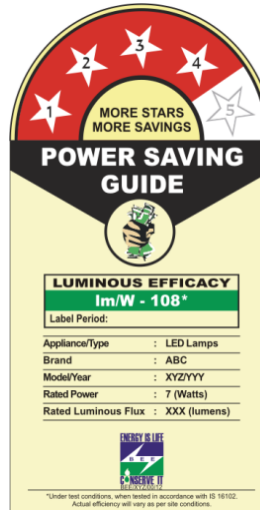 1 2 3 4 5
MORE STARS
MORE SAVINGS
POWER SAVING
GUIDE
LUMINOUS EFFICACY
lm/W - 108*
Label Period:
Appliance/Type : LED Lamps
Brand : ABC
Model/Year : XYZ/YYY
Rated Power : 7 (Watts)
Rated Luminous Flux : XXX (lumens)
ENERGY IS LIFE
BEE
CONSERVE IT
*Under test conditions, when tested in accordance with IS 16102.
Actual efficiency will vary as per site conditions.